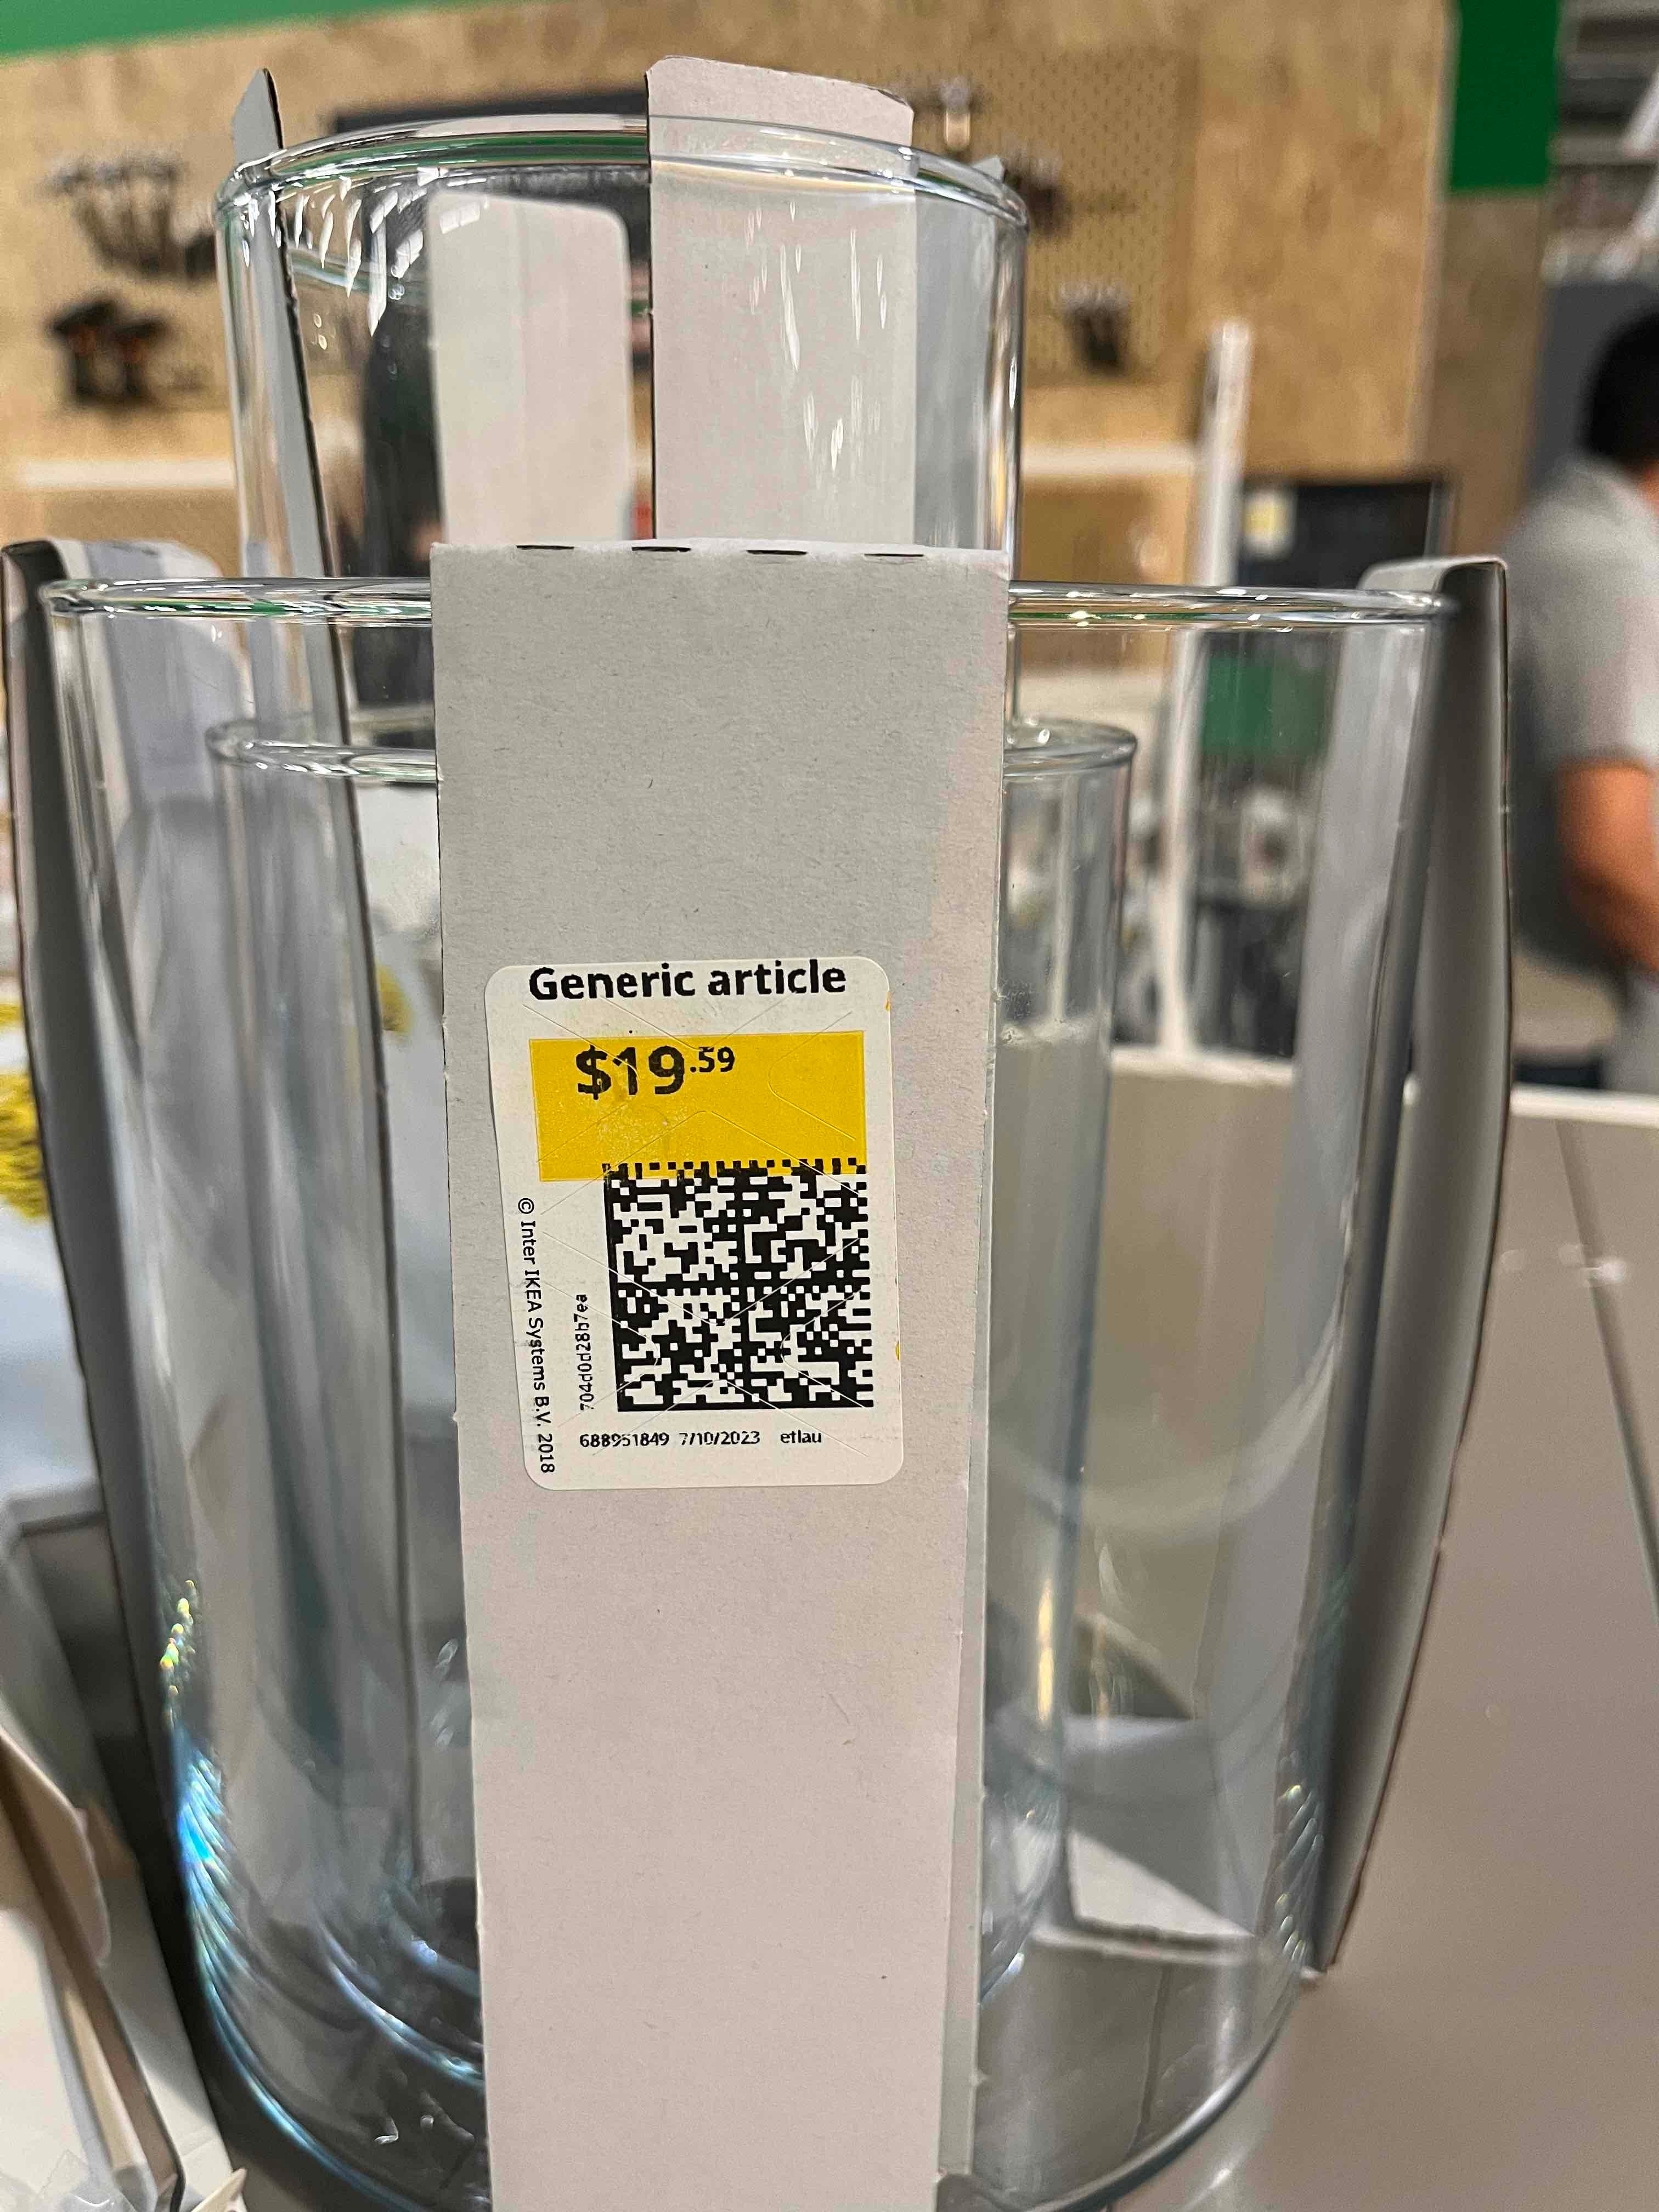 Generic article
$19.59
© Inter IKEA Systems B.V. 2018
704d0d28b7ea
688951849 7/10/2023 etlau